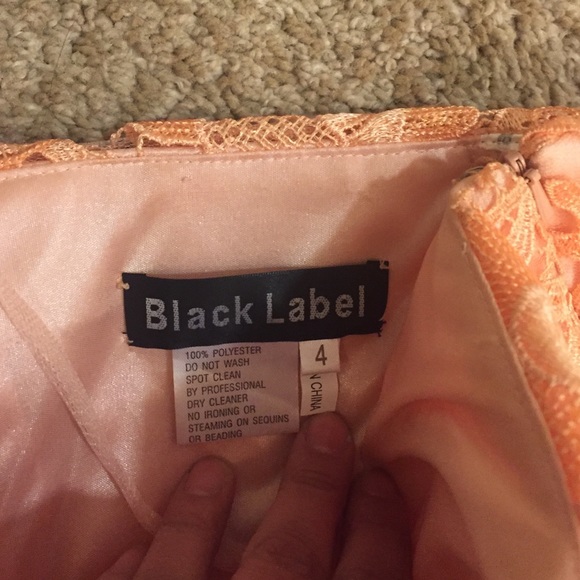 Black Label
100% POLYESTER
DO NOT WASH
SPOT CLEAN
BY PROFESSIONAL
DRY CLEANER
NO IRONING OR
STEAMING ON SEQUINS
OR BEADING
4
N CHINA